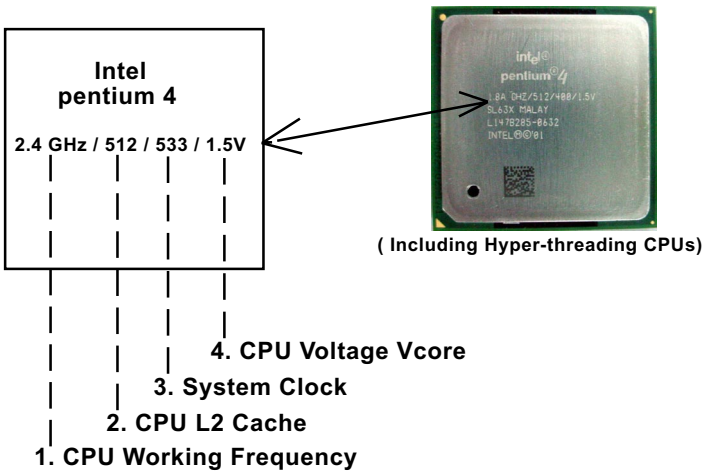 Intel
pentium 4
2.4 GHz / 512 / 533 / 1.5V
intel®
pentium® 4
1.8A GHZ/512/400/1.5V
SL63X MALAY
L147B285-0632
INTEL®©'01
( Including Hyper-threading CPUs)
4. CPU Voltage Vcore
3. System Clock
2. CPU L2 Cache
1. CPU Working Frequency